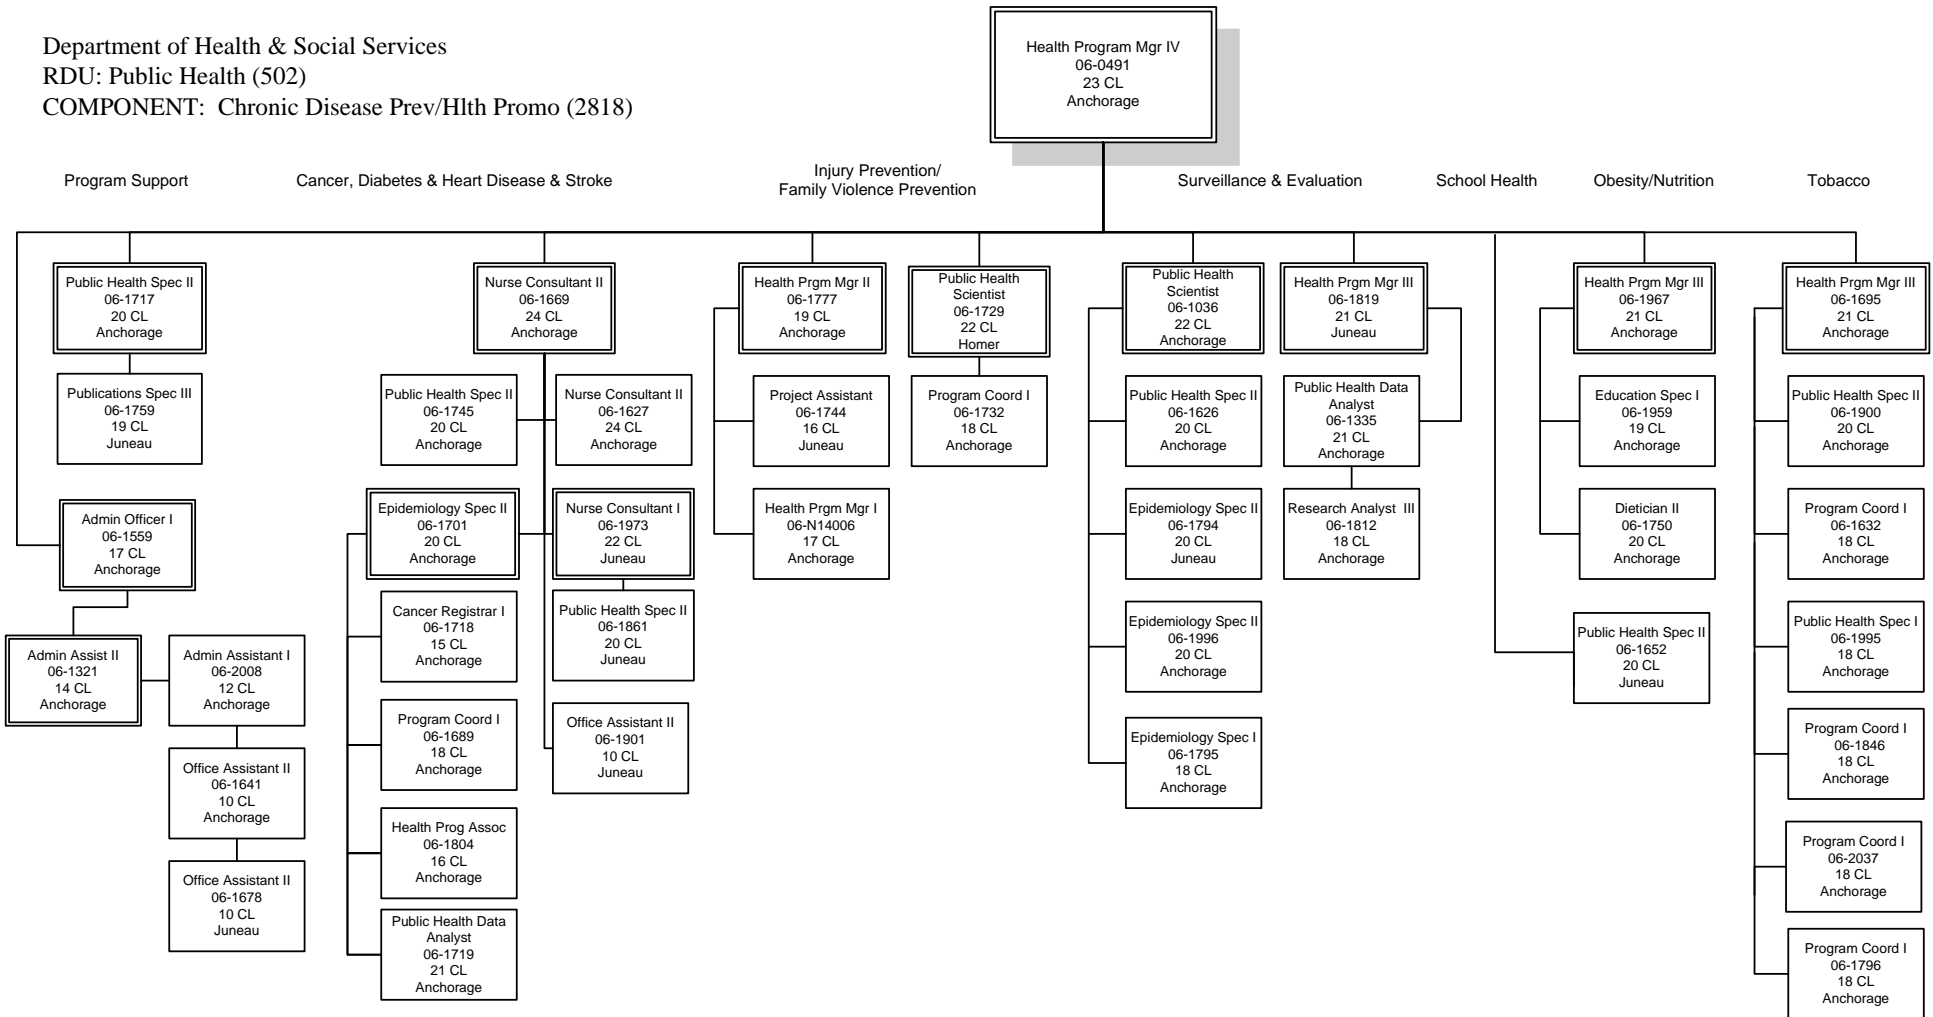 Department of Health & Social Services
RDU: Public Health (502)
COMPONENT:  Chronic Disease Prev/Hlth Promo (2818)
Health Program Mgr IV
06-0491
23 CL
Anchorage
Program Support
Cancer, Diabetes & Heart Disease & Stroke
Injury Prevention/
Family Violence Prevention
Surveillance & Evaluation
School Health
Obesity/Nutrition
Tobacco
Public Health Spec II
06-1717
20 CL
Anchorage
Publications Spec III
06-1759
19 CL
Juneau
Admin Officer I
06-1559
17 CL
Anchorage
Admin Assist II
06-1321
14 CL
Anchorage
Admin Assistant I
06-2008
12 CL
Anchorage
Office Assistant II
06-1641
10 CL
Anchorage
Office Assistant II
06-1678
10 CL
Juneau
Nurse Consultant II
06-1669
24 CL
Anchorage
Public Health Spec II
06-1745
20 CL
Anchorage
Nurse Consultant II
06-1627
24 CL
Anchorage
Epidemiology Spec II
06-1701
20 CL
Anchorage
Nurse Consultant I
06-1973
22 CL
Juneau
Cancer Registrar I
06-1718
15 CL
Anchorage
Public Health Spec II
06-1861
20 CL
Juneau
Program Coord I
06-1689
18 CL
Anchorage
Office Assistant II
06-1901
10 CL
Juneau
Health Prog Assoc
06-1804
16 CL
Anchorage
Public Health Data
Analyst
06-1719
21 CL
Anchorage
Health Prgm Mgr II
06-1777
19 CL
Anchorage
Project Assistant
06-1744
16 CL
Juneau
Health Prgm Mgr I
06-N14006
17 CL
Anchorage
Public Health
Scientist
06-1729
22 CL
Homer
Program Coord I
06-1732
18 CL
Anchorage
Public Health
Scientist
06-1036
22 CL
Anchorage
Public Health Spec II
06-1626
20 CL
Anchorage
Epidemiology Spec II
06-1794
20 CL
Juneau
Epidemiology Spec II
06-1996
20 CL
Anchorage
Epidemiology Spec I
06-1795
18 CL
Anchorage
Health Prgm Mgr III
06-1819
21 CL
Juneau
Public Health Data
Analyst
06-1335
21 CL
Anchorage
Research Analyst  III
06-1812
18 CL
Anchorage
Health Prgm Mgr III
06-1967
21 CL
Anchorage
Education Spec I
06-1959
19 CL
Anchorage
Dietician II
06-1750
20 CL
Anchorage
Public Health Spec II
06-1652
20 CL
Juneau
Health Prgm Mgr III
06-1695
21 CL
Anchorage
Public Health Spec II
06-1900
20 CL
Anchorage
Program Coord I
06-1632
18 CL
Anchorage
Public Health Spec I
06-1995
18 CL
Anchorage
Program Coord I
06-1846
18 CL
Anchorage
Program Coord I
06-2037
18 CL
Anchorage
Program Coord I
06-1796
18 CL
Anchorage